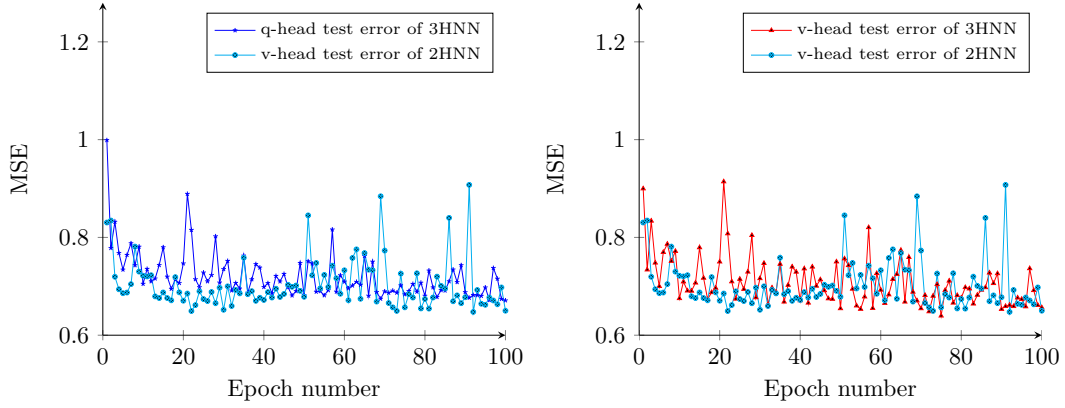 q-head test error of 3HNN
v-head test error of 2HNN
1.2
1
0.8
0.6
MSE
0 20 40 60 80 100
Epoch number
v-head test error of 3HNN
v-head test error of 2HNN
1.2
1
0.8
0.6
MSE
0 20 40 60 80 100
Epoch number